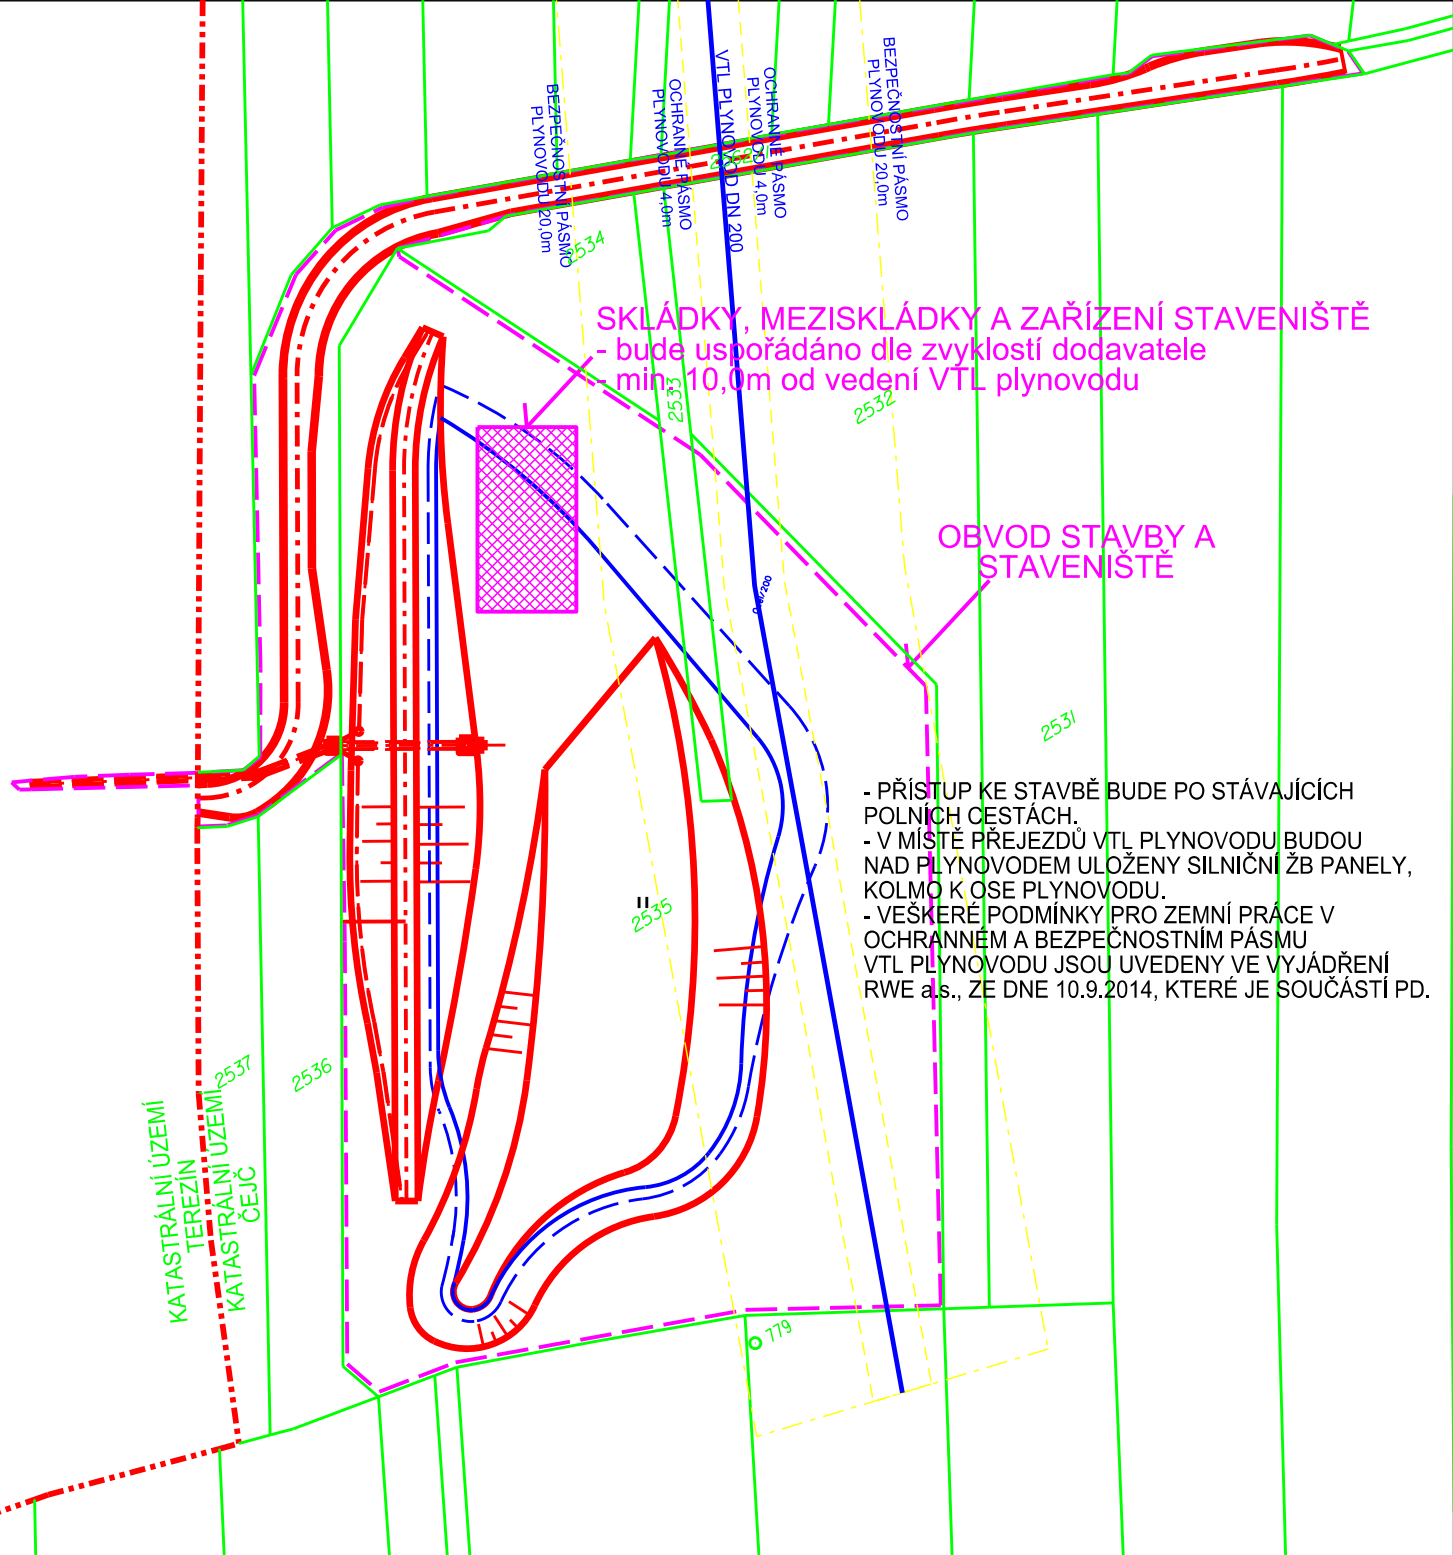 BEZPEČNOSTNÍ PÁSMO
PLYNOVODU 20,0m
OCHRANNÉ PÁSMO
PLYNOVODU 4,0m
VTL PLYNOVOD DN 200
OCHRANNÉ PÁSMO
PLYNOVODU 4,0m
BEZPEČNOSTNÍ PÁSMO
PLYNOVODU 20,0m
2534
SKLÁDKY, MEZISKLÁDKY A ZAŘÍZENÍ STAVENIŠTĚ
- bude uspořádáno dle zvyklostí dodavatele
- min. 10,0m od vedení VTL plynovodu
2533
2532
OBVOD STAVBY A
STAVENIŠTĚ
2531
- PŘÍSTUP KE STAVBĚ BUDE PO STÁVAJÍCÍCH
POLNÍCH CESTÁCH.
- V MÍSTĚ PŘEJEZDŮ VTL PLYNOVODU BUDOU
NAD PLYNOVODEM ULOŽENY SILNIČNÍ ŽB PANELY,
KOLMO K OSE PLYNOVODU.
- VEŠKERÉ PODMÍNKY PRO ZEMNÍ PRÁCE V
OCHRANNÉM A BEZPEČNOSTNÍM PÁSMU
VTL PLYNOVODU JSOU UVEDENY VE VYJÁDŘENÍ
RWE a.s., ZE DNE 10.9.2014, KTERÉ JE SOUČÁSTÍ PD.
2535
2537
2536
KATASTRÁLNÍ ÚZEMÍ
TEREZÍN
KATASTRÁLNÍ ÚZEMÍ
ČEJČ
779